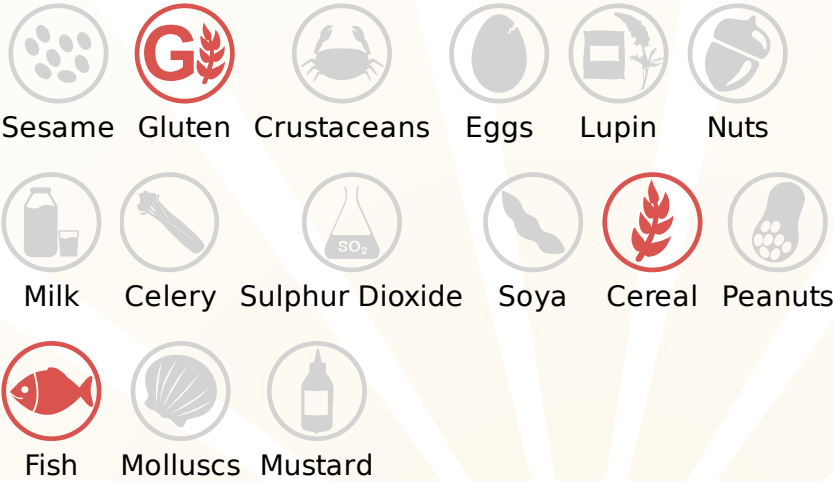 G
Sesame Gluten Crustaceans Eggs Lupin Nuts
SO₂
Milk Celery Sulphur Dioxide Soya Cereal Peanuts
Fish Molluscs Mustard